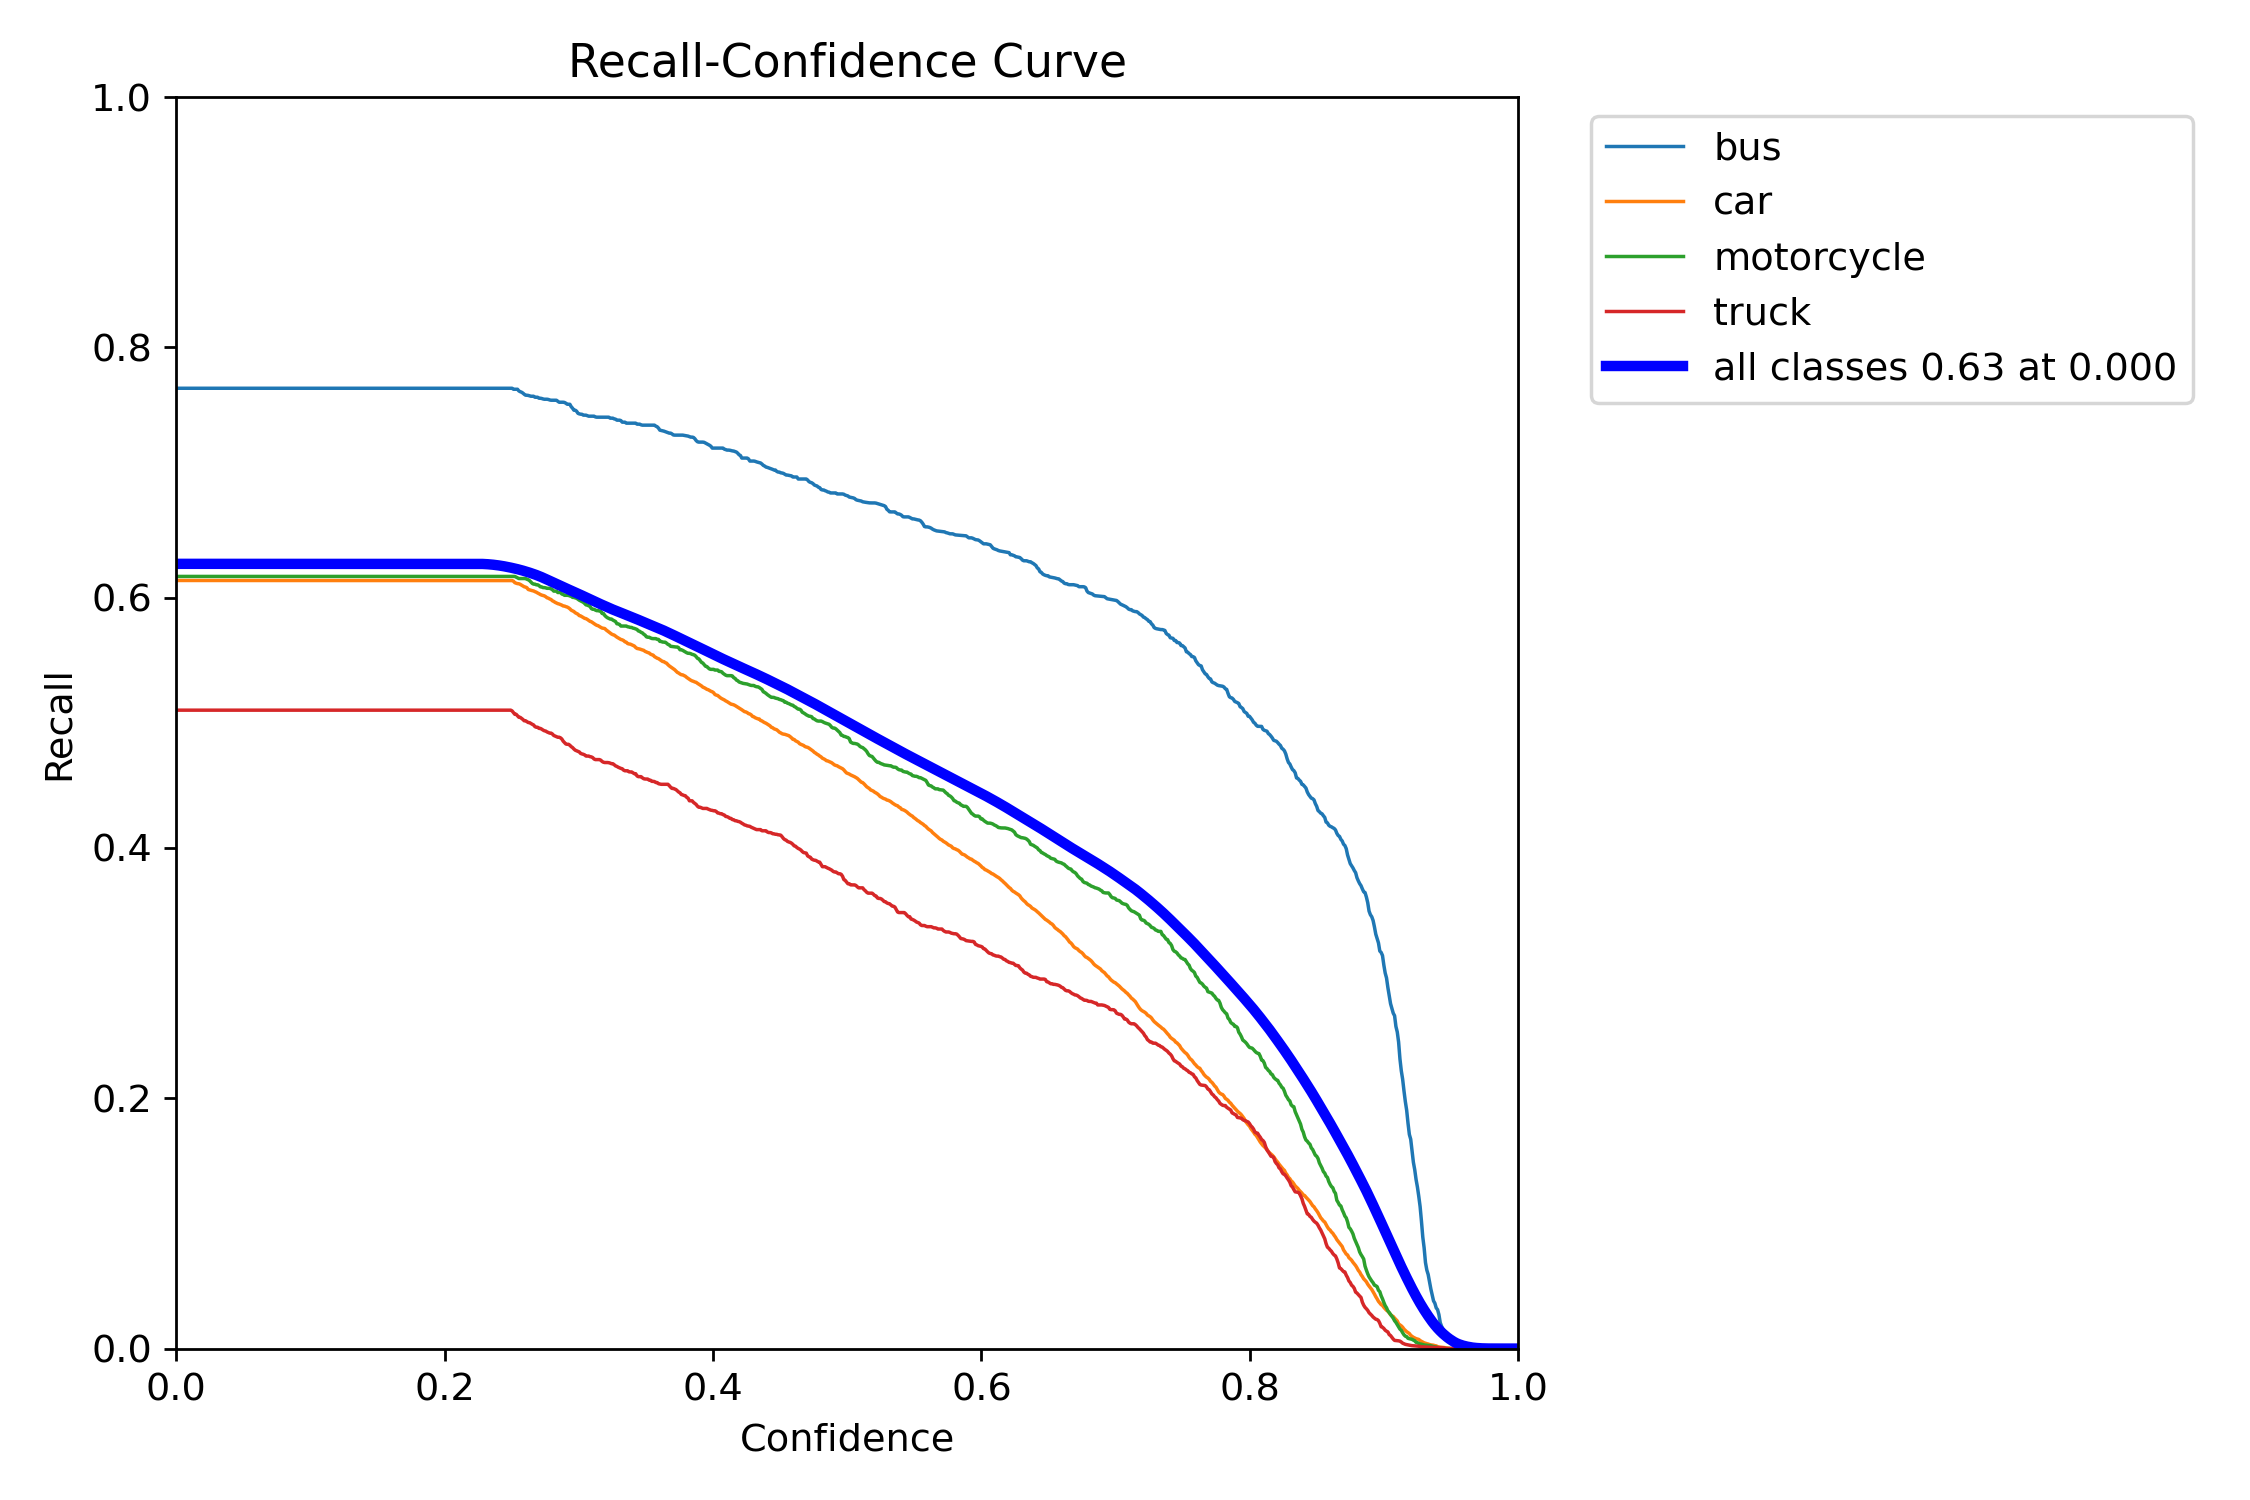 Recall-Confidence Curve
1.0
0.8
0.6
0.4
0.2
0.0
Recall
0.0 0.2 0.4 0.6 0.8 1.0
Confidence
bus
car
motorcycle
truck
all classes 0.63 at 0.000